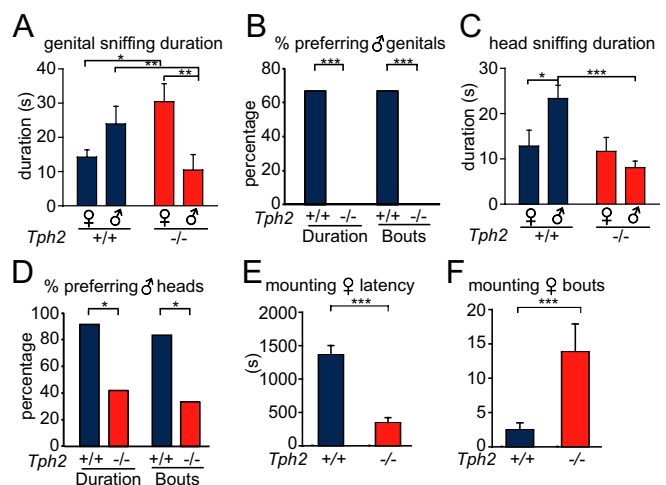 A
genital sniffing duration
duration (s)
40
30
20
10
0
* ** **
♀ ♂ ♀ ♂
Tph2 +/+ -/-
B
% preferring ♂ genitals
percentage
80
60
40
20
0
*** ***
Tph2 +/+ -/- +/+ -/-
Duration Bouts
C
head sniffing duration
duration (s)
30
20
10
0
* ***
♀ ♂ ♀ ♂
Tph2 +/+ -/-
D
% preferring ♂ heads
percentage
100
80
60
40
20
0
* *
Tph2 +/+ -/- +/+ -/-
Duration Bouts
E
mounting ♀ latency
(s)
2000
1500
1000
500
0
***
Tph2 +/+ -/-
F
mounting ♀ bouts
20
15
10
5
0
***
Tph2 +/+ -/-